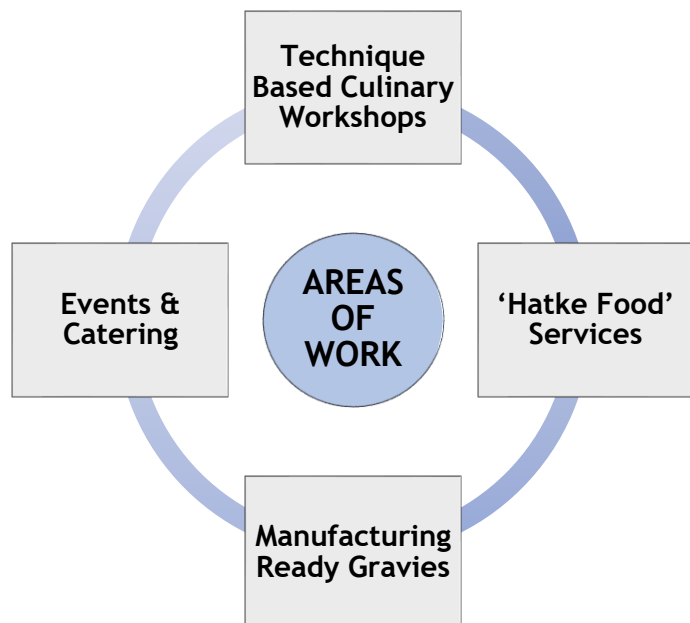 Technique
Based Culinary
Workshops
Events &
Catering
AREAS
OF
WORK
‘Hatke Food’
Services
Manufacturing
Ready Gravies